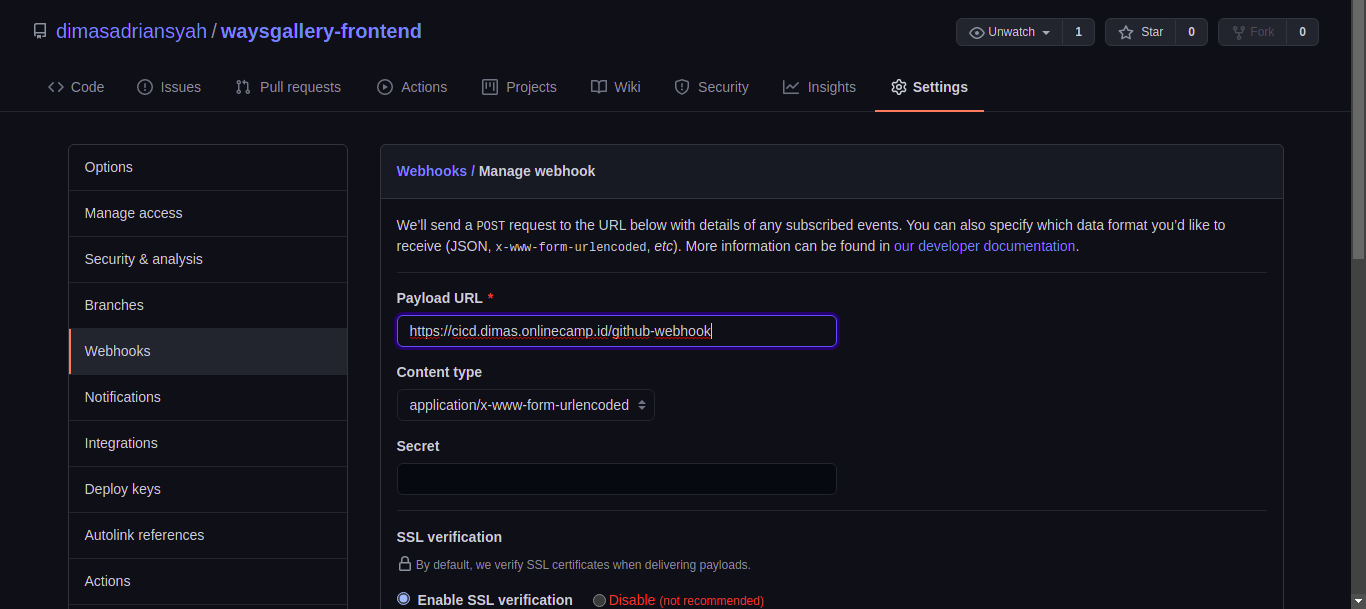 dimasadriansyah / waysgallery-frontend
Unwatch 1 Star 0 Fork 0
Code Issues Pull requests Actions Projects Wiki Security Insights Settings
Options
Manage access
Security & analysis
Branches
Webhooks
Notifications
Integrations
Deploy keys
Autolink references
Actions
Webhooks / Manage webhook
We'll send a POST request to the URL below with details of any subscribed events. You can also specify which data format you'd like to
receive (JSON, x-www-form-urlencoded, etc). More information can be found in our developer documentation.
Payload URL *
https://cicd.dimas.onlinecamp.id/github-webhook
Content type
application/x-www-form-urlencoded
Secret
SSL verification
By default, we verify SSL certificates when delivering payloads.
Enable SSL verification Disable (not recommended)